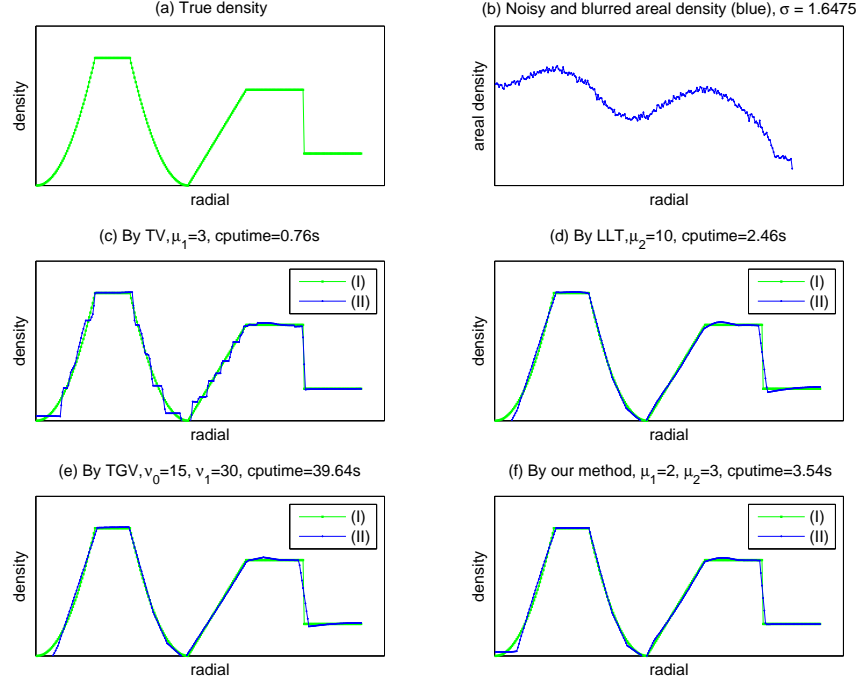 (a) True density
density
radial
(b) Noisy and blurred areal density (blue), σ = 1.6475
areal density
radial
(c) By TV,μ1=3, cputime=0.76s
(I)
(II)
density
radial
(d) By LLT,μ2=10, cputime=2.46s
(I)
(II)
density
radial
(e) By TGV,ν0=15, ν1=30, cputime=39.64s
(I)
(II)
density
radial
(f) By our method, μ1=2, μ2=3, cputime=3.54s
(I)
(II)
density
radial